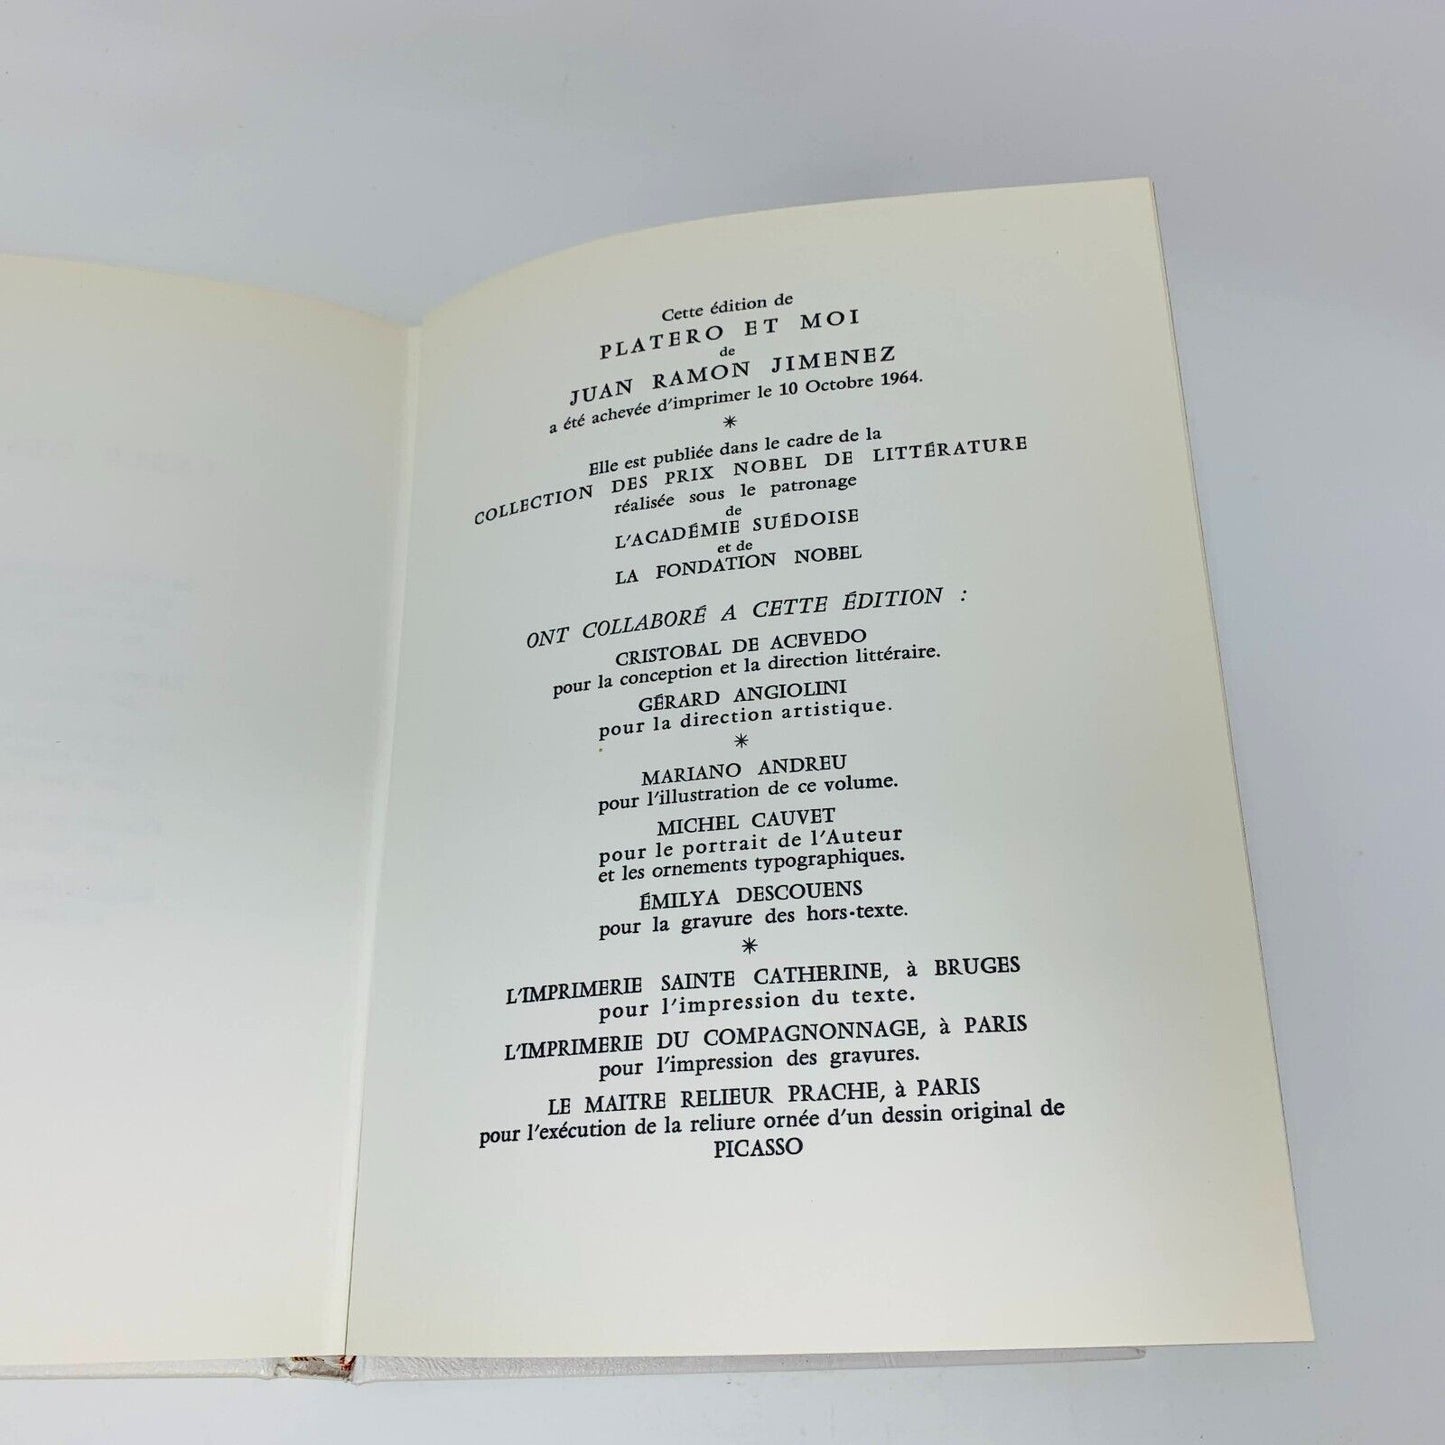 Cette édition de
PLATERO ET MOI
de
JUAN RAMON JIMENEZ
a été achevée d'imprimer le 10 Octobre 1964.
*
Elle est publiée dans le cadre de la
COLLECTION DES PRIX NOBEL DE LITTÉRATURE
réalisée sous le patronage
de
L'ACADÉMIE SUÉDOISE
et de
LA FONDATION NOBEL
ONT COLLABORÉ A CETTE ÉDITION :
CRISTOBAL DE ACEVEDO
pour la conception et la direction littéraire.
GÉRARD ANGIOLINI
pour la direction artistique.
*
MARIANO ANDREU
pour l'illustration de ce volume.
MICHEL CAUVET
pour le portrait de l'Auteur
et les ornements typographiques.
ÉMILYA DESCOUENS
pour la gravure des hors-texte.
*
L'IMPRIMERIE SAINTE CATHERINE, à BRUGES
pour l'impression du texte.
L'IMPRIMERIE DU COMPAGNONNAGE, à PARIS
pour l'impression des gravures.
LE MAITRE RELIEUR PRACHE, à PARIS
pour l'exécution de la reliure ornée d'un dessin original de
PICASSO